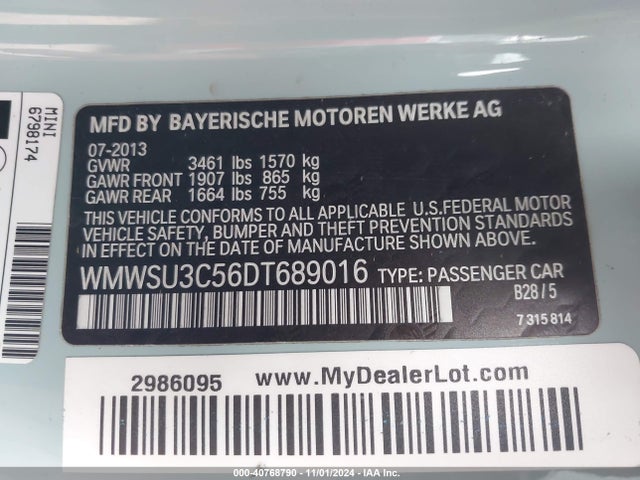 MINI
6798174
MFD BY BAYERISCHE MOTOREN WERKE AG
07-2013
GVWR 3461 lbs 1570 kg
GAWR FRONT 1907 lbs 865 kg
GAWR REAR 1664 lbs 755 kg
THIS VEHICLE CONFORMS TO ALL APPLICABLE U.S.FEDERAL MOTOR
VEHICLE SAFETY, BUMPER AND THEFT PREVENTION STANDARDS
IN EFFECT ON THE DATE OF MANUFACTURE SHOWN ABOVE.
WMWSU3C56DT689016 TYPE: PASSENGER CAR
B28/5
7315814
2986095 www.MyDealerLot.com
000-40768790 - 11/01/2024 - IAA Inc.